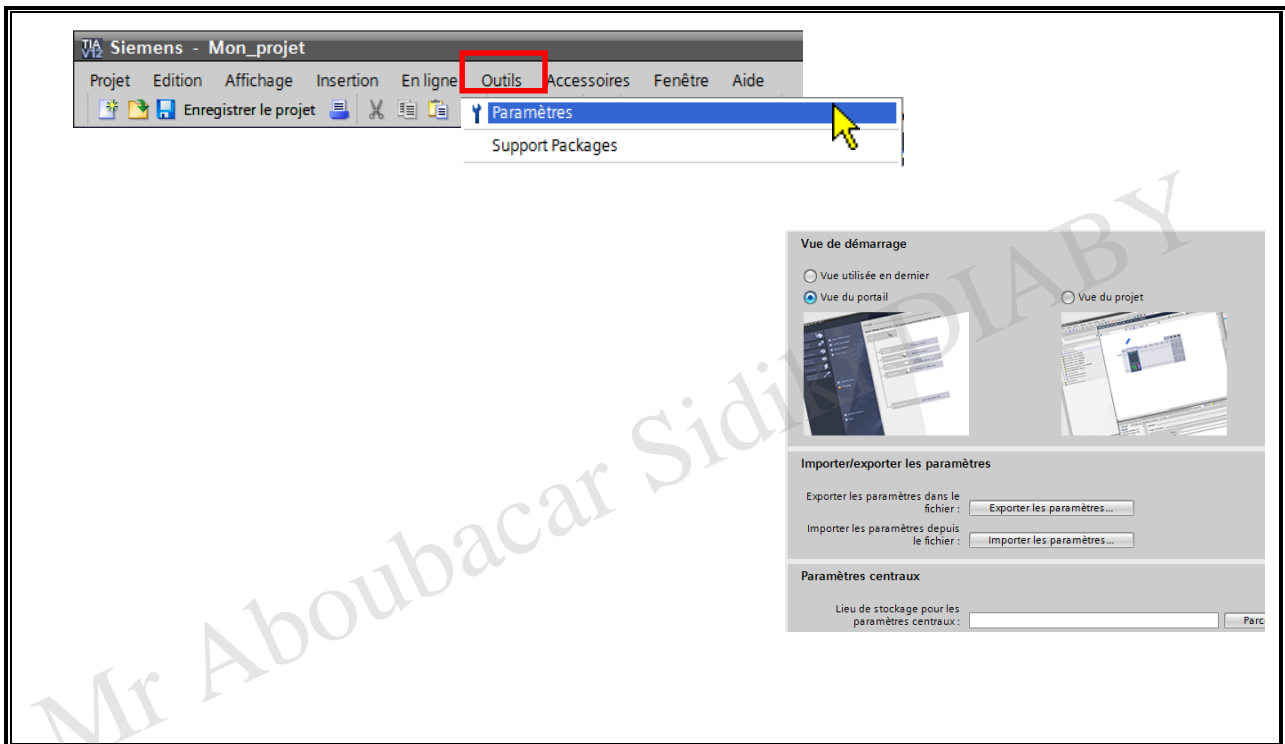 TIA V12 Siemens - Mon_projet
Projet Edition Affichage Insertion En ligne Outils Accessoires Fenêtre Aide
Enregistrer le projet
Paramètres
Support Packages
Vue de démarrage
Vue utilisée en dernier
Vue du portail Vue du projet
Importer/exporter les paramètres
Exporter les paramètres dans le
fichier : Exporter les paramètres...
Importer les paramètres depuis
le fichier : Importer les paramètres...
Paramètres centraux
Lieu de stockage pour les
paramètres centraux : Parc
Mr Aboubacar Sidiki DIABY